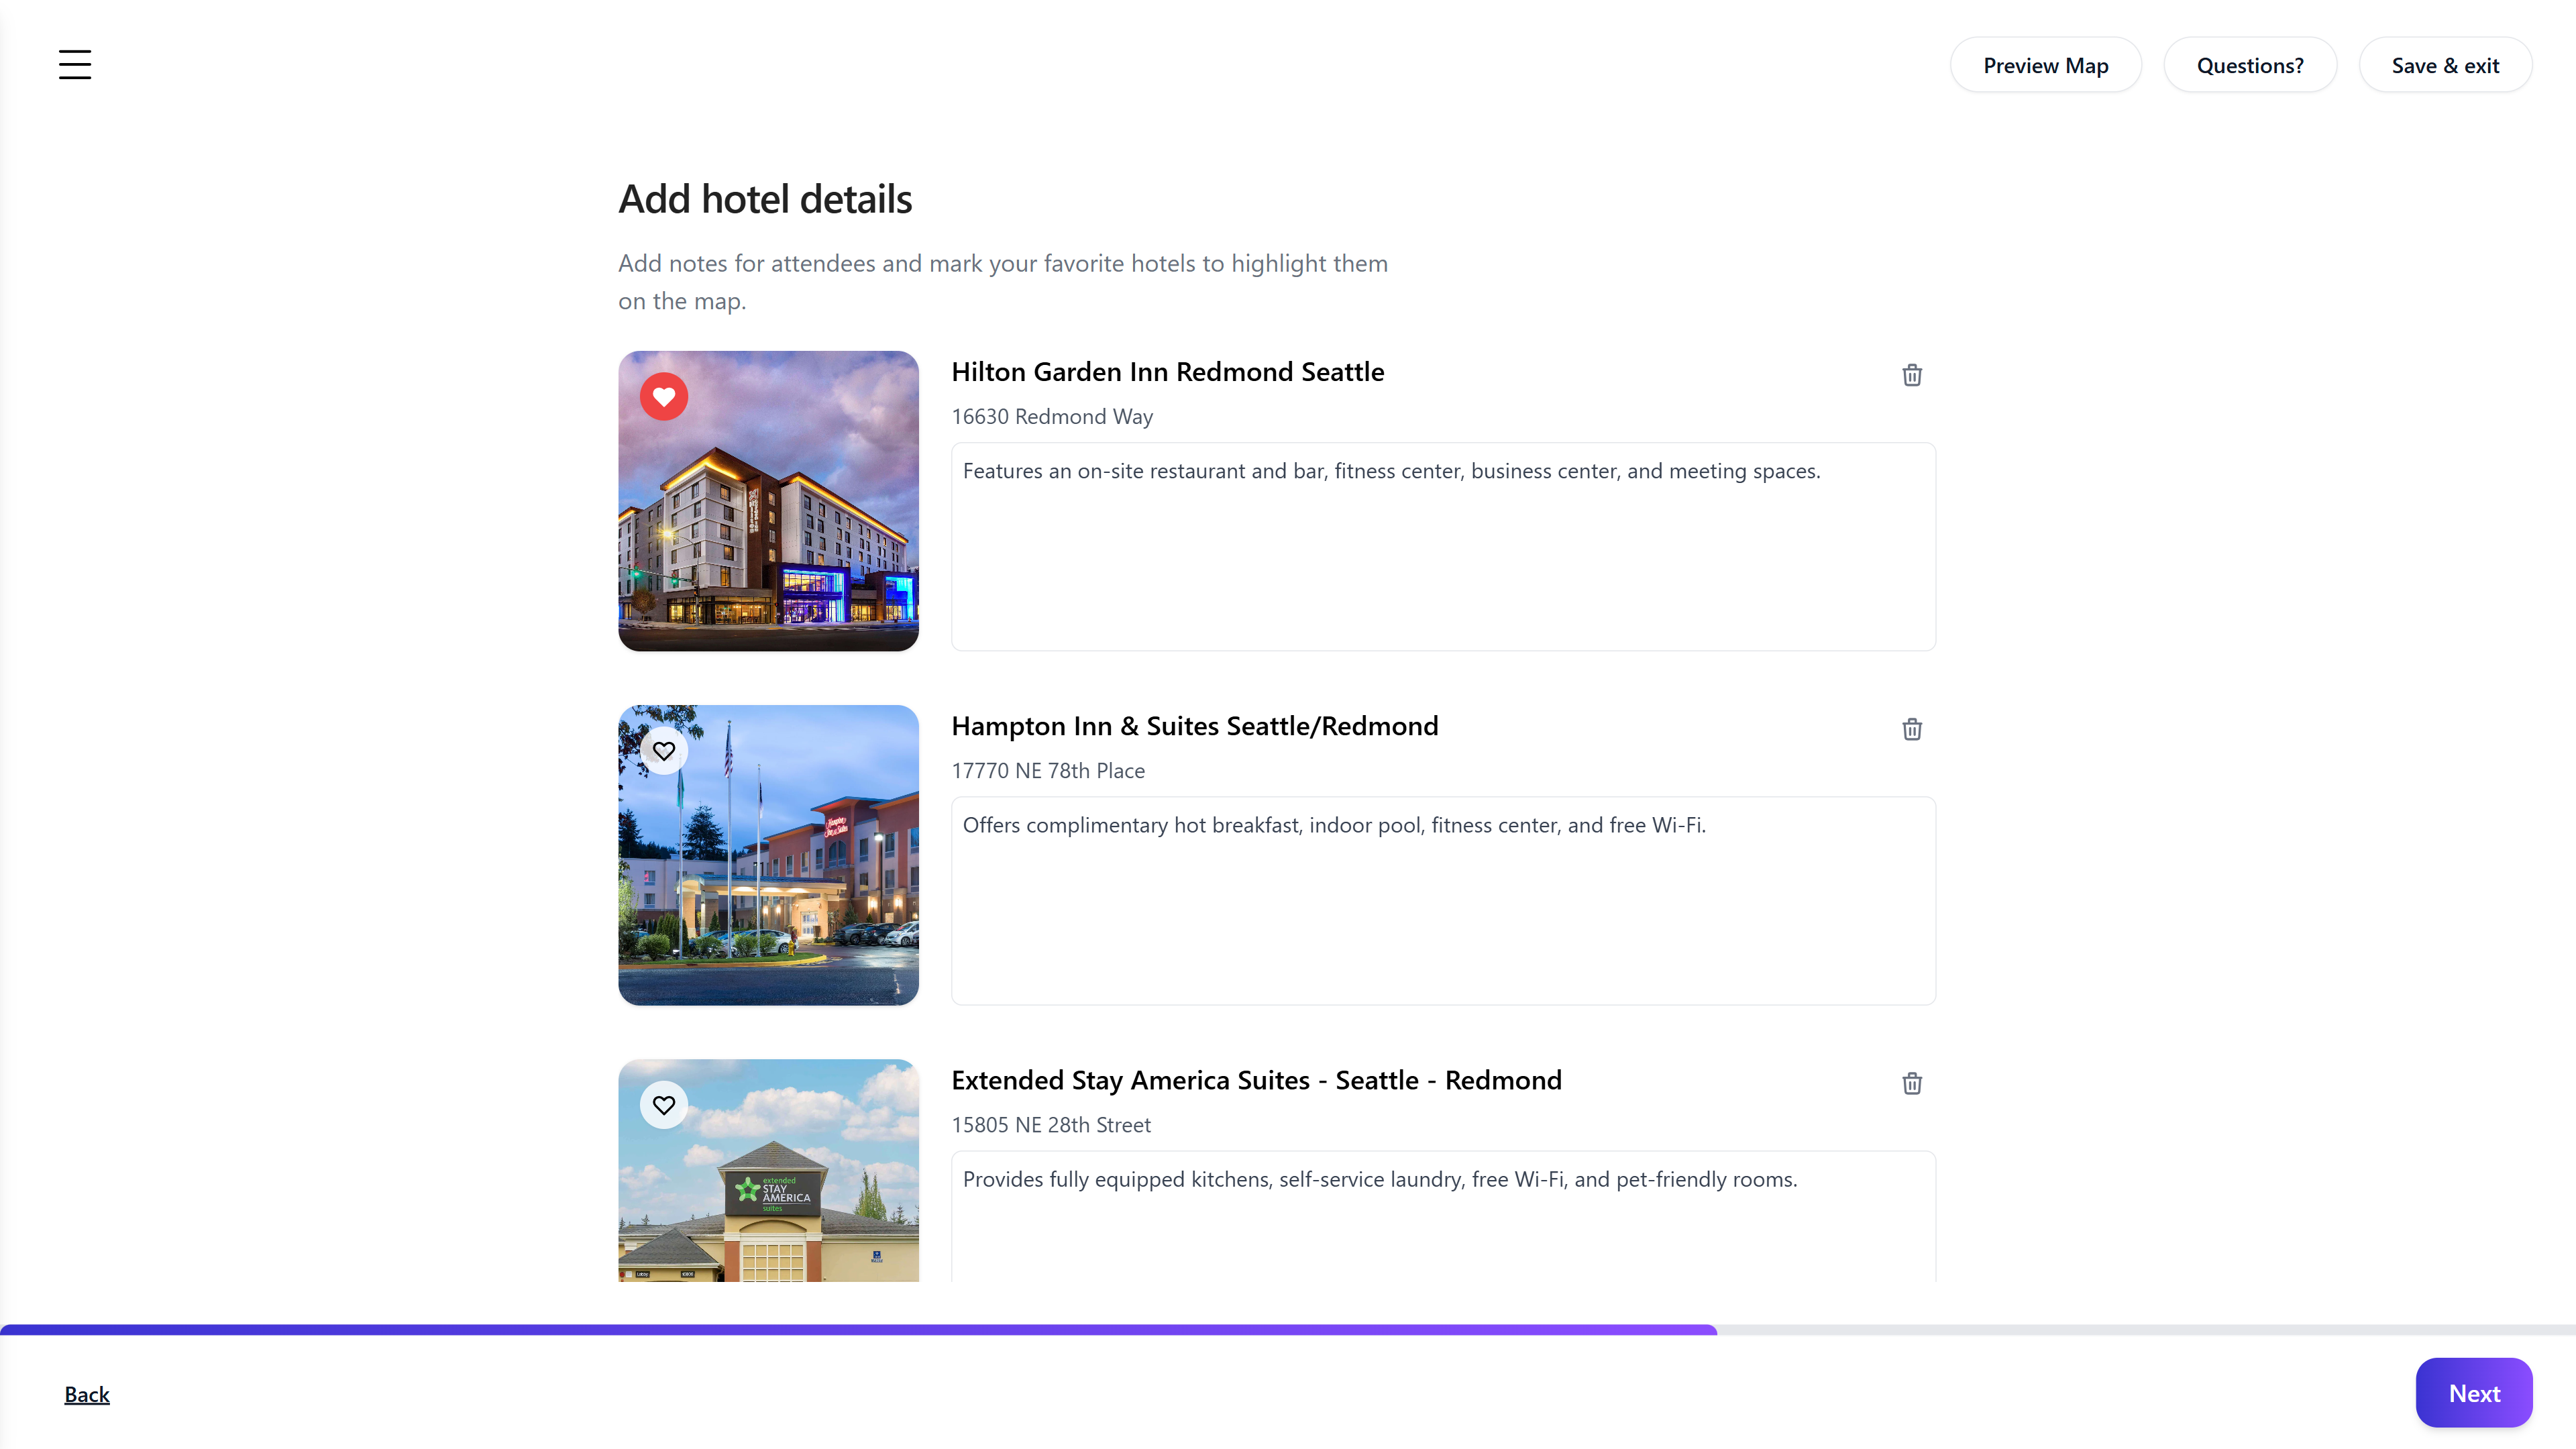 Preview Map
Questions?
Save & exit
Add hotel details
Add notes for attendees and mark your favorite hotels to highlight them
on the map.
Hilton Garden Inn Redmond Seattle
16630 Redmond Way
Features an on-site restaurant and bar, fitness center, business center, and meeting spaces.
Hampton Inn & Suites Seattle/Redmond
17770 NE 78th Place
Offers complimentary hot breakfast, indoor pool, fitness center, and free Wi-Fi.
Hampton
Inn & Suites
Extended Stay America Suites - Seattle - Redmond
15805 NE 28th Street
Provides fully equipped kitchens, self-service laundry, free Wi-Fi, and pet-friendly rooms.
extended
STAY
AMERICA
suites
Back
Next